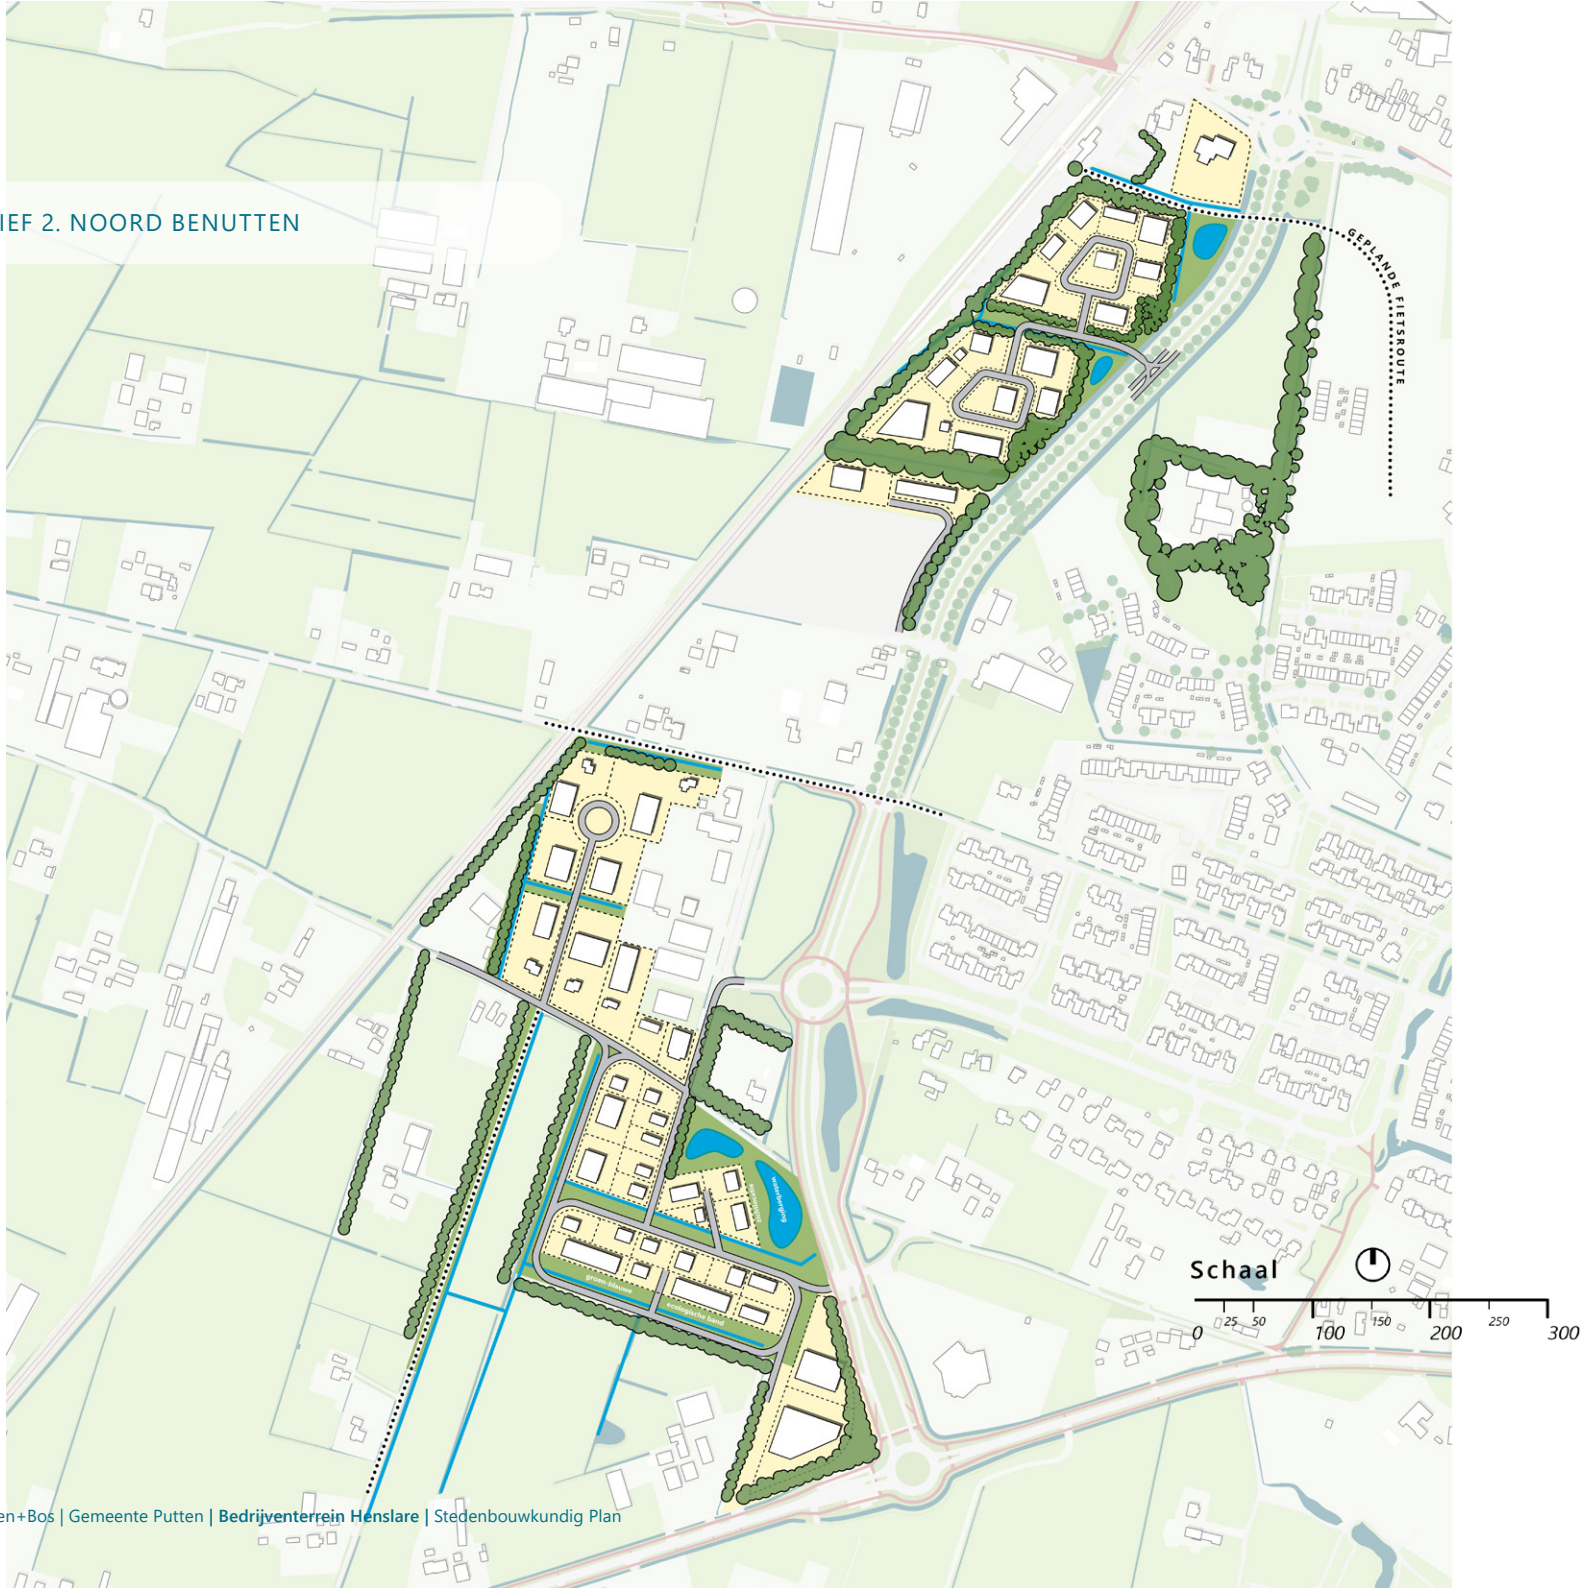 IEF 2. NOORD BENUTTEN
GEPLANDE FIETSROUTE
waterberging
groen-blauwe
ecologische band
Schaal
0 25 50 100 150 200 250 300
en+Bos | Gemeente Putten | Bedrijventerrein Henslare | Stedenbouwkundig Plan